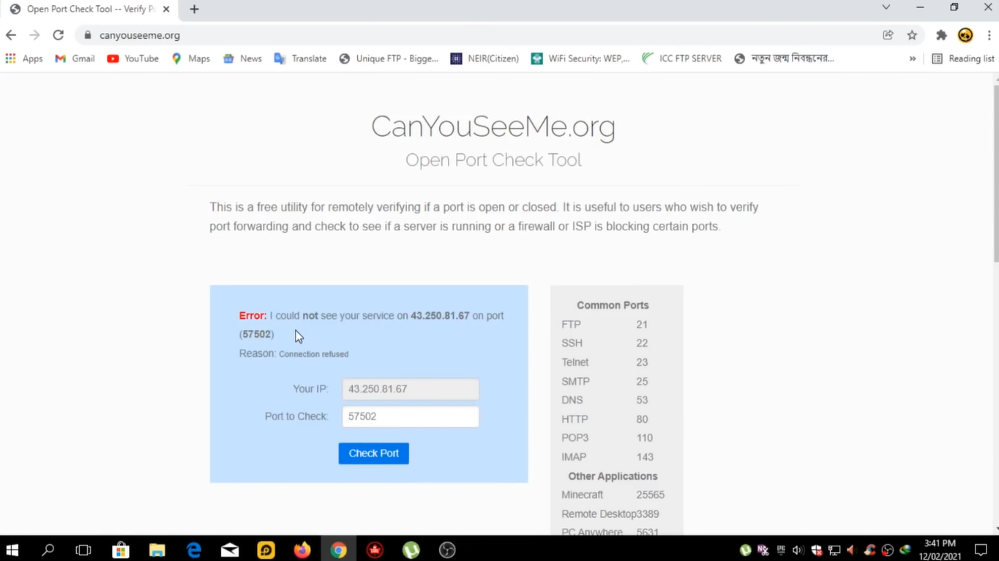 Open Port Check Tool -- Verify Po
canyouseeme.org
Apps Gmail YouTube Maps News Translate Unique FTP - Bigge... NEIR(Citizen) WiFi Security: WEP,... ICC FTP SERVER নতুন জন্ম নিবন্ধনের... » Reading list
CanYouSeeMe.org
Open Port Check Tool
This is a free utility for remotely verifying if a port is open or closed. It is useful to users who wish to verify
port forwarding and check to see if a server is running or a firewall or ISP is blocking certain ports.
Error: I could not see your service on 43.250.81.67 on port
(57502)
Reason: Connection refused
Your IP: 43.250.81.67
Port to Check: 57502
Check Port
Common Ports
FTP 21
SSH 22
Telnet 23
SMTP 25
DNS 53
HTTP 80
POP3 110
IMAP 143
Other Applications
Minecraft 25565
Remote Desktop3389
PC Anywhere 5631
3:41 PM
12/02/2021